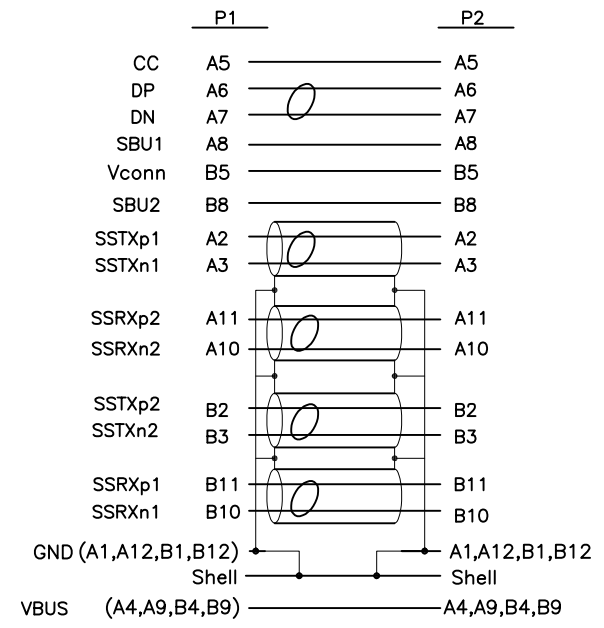 P1 P2
CC A5 A5
DP A6 A6
DN A7 A7
SBU1 A8 A8
Vconn B5 B5
SBU2 B8 B8
SSTXp1 A2 A2
SSTXn1 A3 A3
SSRXp2 A11 A11
SSRXn2 A10 A10
SSTXp2 B2 B2
SSTXn2 B3 B3
SSRXp1 B11 B11
SSRXn1 B10 B10
GND (A1,A12,B1,B12) A1,A12,B1,B12
Shell Shell
VBUS (A4,A9,B4,B9) A4,A9,B4,B9